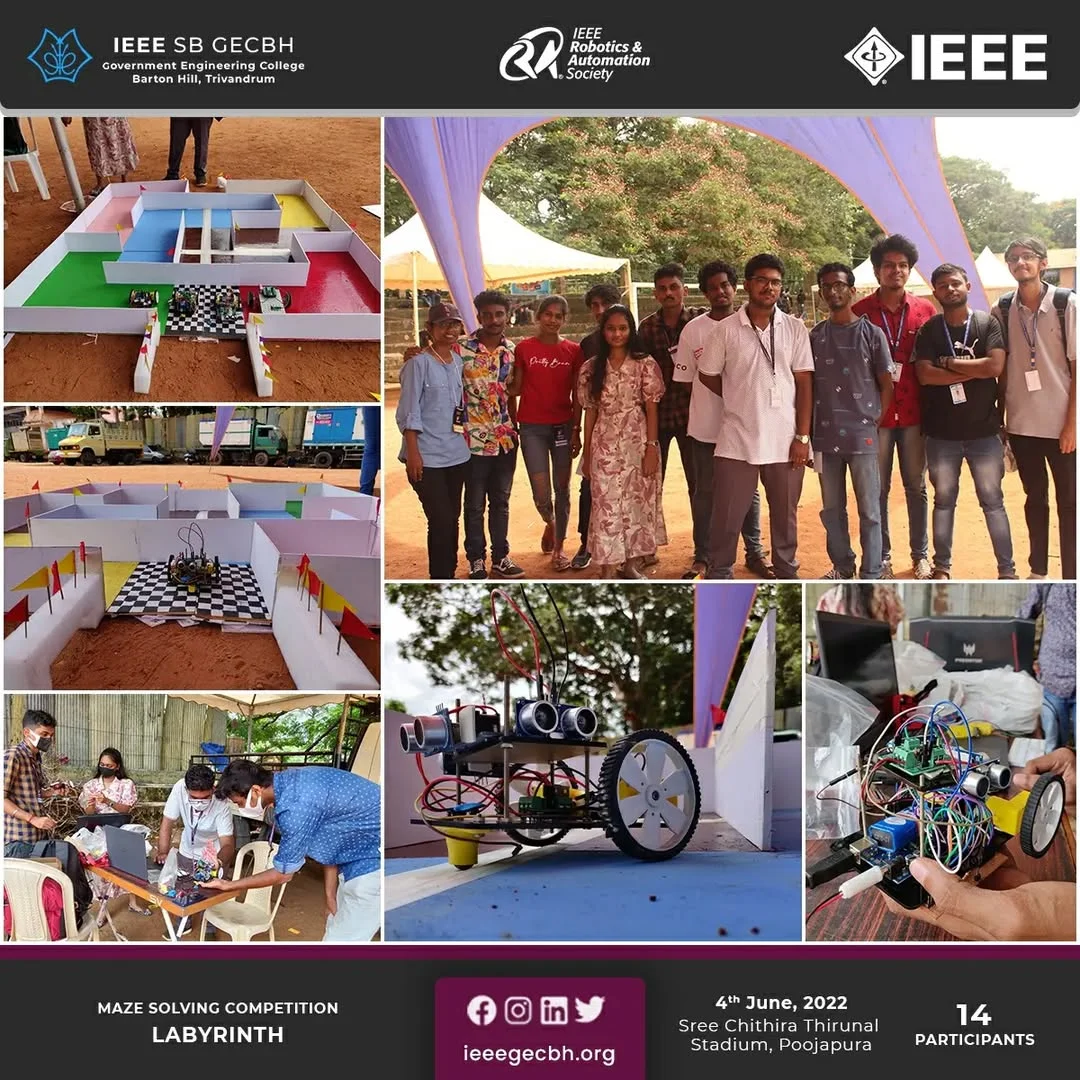 IEEE SB GECBH
Government Engineering College
Barton Hill, Trivandrum
IEEE
Robotics &
Automation
Society
IEEE
PREDATOR
MAZE SOLVING COMPETITION
LABYRINTH
ieeegecbh.org
4th June, 2022
Sree Chithira Thirunal
Stadium, Poojapura
14
PARTICIPANTS